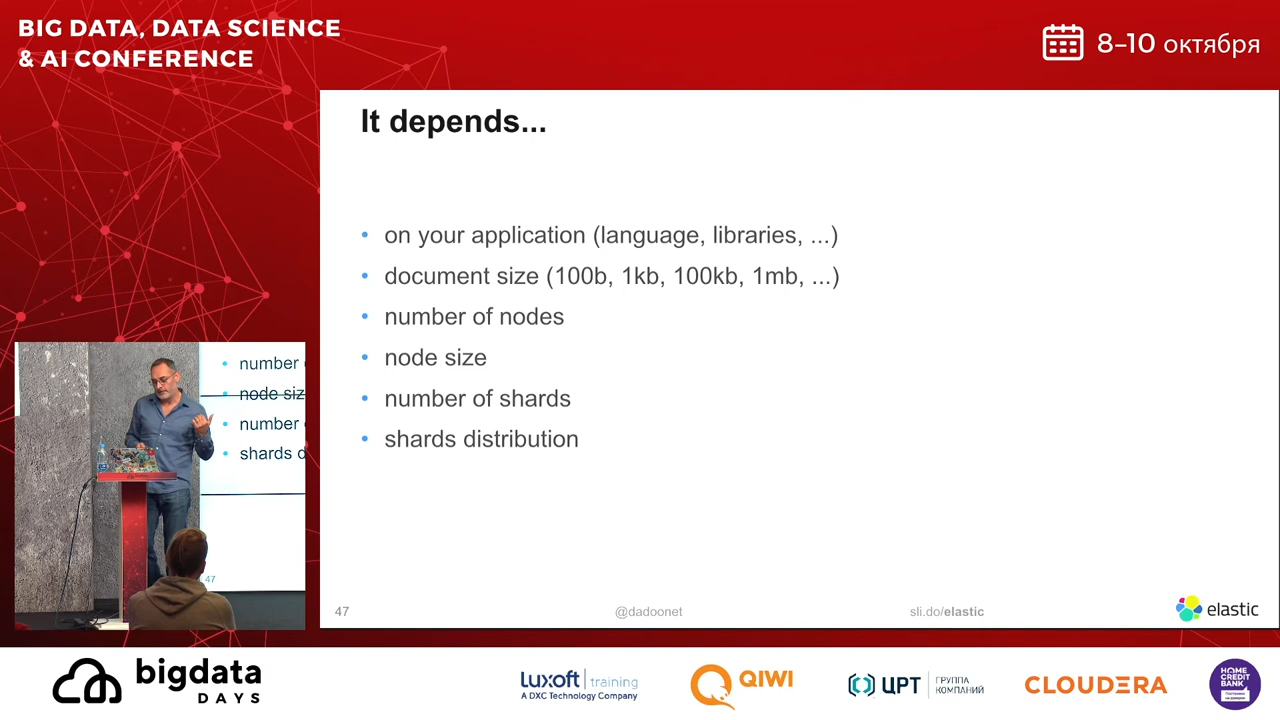 BIG DATA, DATA SCIENCE
& AI CONFERENCE
8–10 октября
It depends...
• on your application (language, libraries, ...)
• document size (100b, 1kb, 100kb, 1mb, ...)
• number of nodes
• node size
• number of shards
• shards distribution
• number
• node siz
• number
• shards d
47
47
@dadoonet
sli.do/elastic
elastic
bigdata
DAYS
Luxoft training
A DXC Technology Company
QIWI
ЦРТ ГРУППА
КОМПАНИЙ
CLOUDERA
HOME
CREDIT
BANK